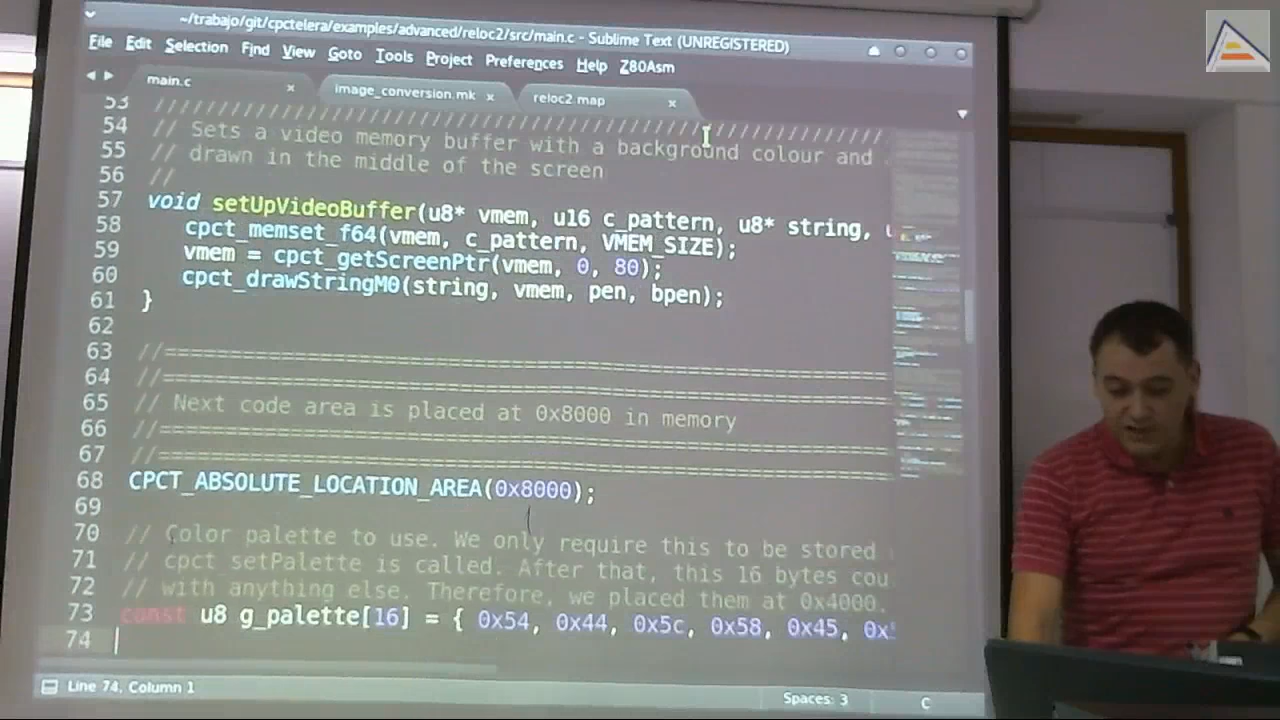 ~/trabajo/git/cpctelera/examples/advanced/reloc2/src/main.c - Sublime Text (UNREGISTERED)
File Edit Selection Find View Goto Tools Project Preferences Help Z80Asm
main.c × image_conversion.mk × reloc2.map ×
53 ////////////////////////////////////////////////////////////////////////
54 // Sets a video memory buffer with a background colour and
55 // drawn in the middle of the screen
56 //
57 void setUpVideoBuffer(u8* vmem, u16 c_pattern, u8* string, u
58 cpct_memset_f64(vmem, c_pattern, VMEM_SIZE);
59 vmem = cpct_getScreenPtr(vmem, 0, 80);
60 cpct_drawStringM0(string, vmem, pen, bpen);
61 }
62
63 //======================================================================
64 //======================================================================
65 // Next code area is placed at 0x8000 in memory
66 //======================================================================
67 //======================================================================
68 CPCT_ABSOLUTE_LOCATION_AREA(0x8000);
69
70 // Color palette to use. We only require this to be stored
71 // cpct_setPalette is called. After that, this 16 bytes cou
72 // with anything else. Therefore, we placed them at 0x4000.
73 const u8 g_palette[16] = { 0x54, 0x44, 0x5c, 0x58, 0x45,
74
Line 74, Column 1 Spaces: 3 C